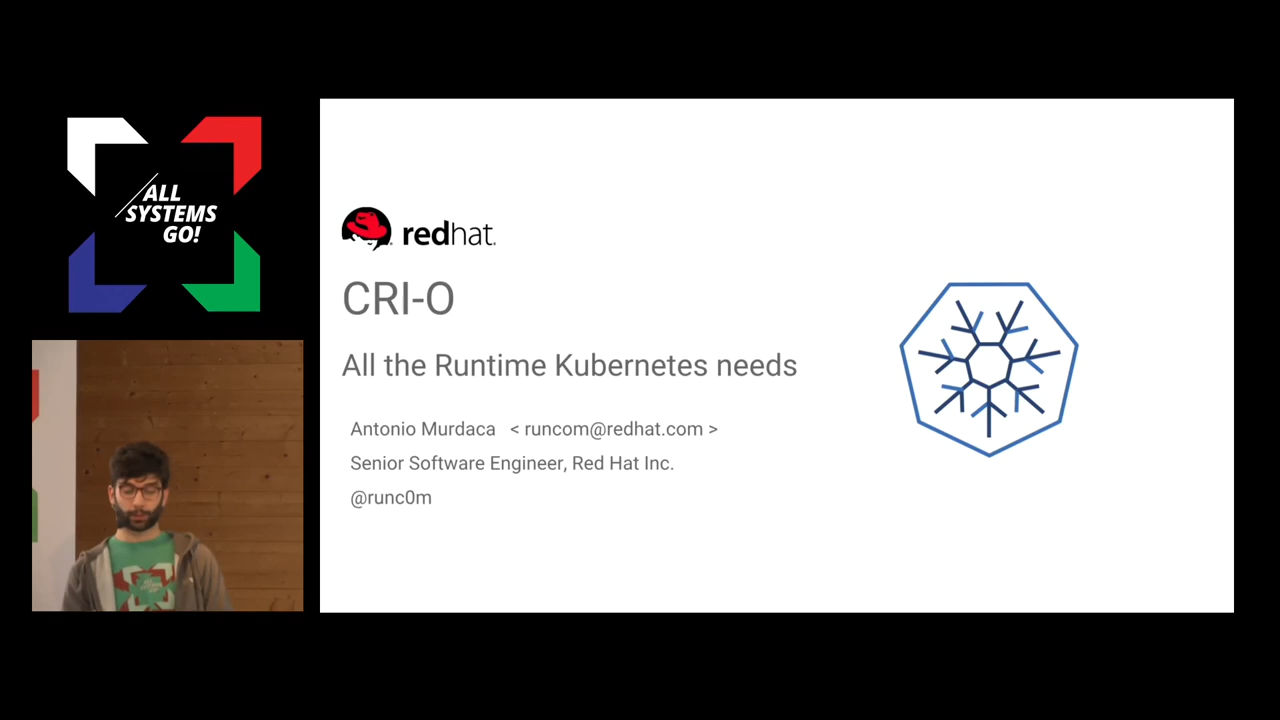 ALL
SYSTEMS
GO!
redhat.
CRI-O
All the Runtime Kubernetes needs
Antonio Murdaca < runcom@redhat.com >
Senior Software Engineer, Red Hat Inc.
@runc0m